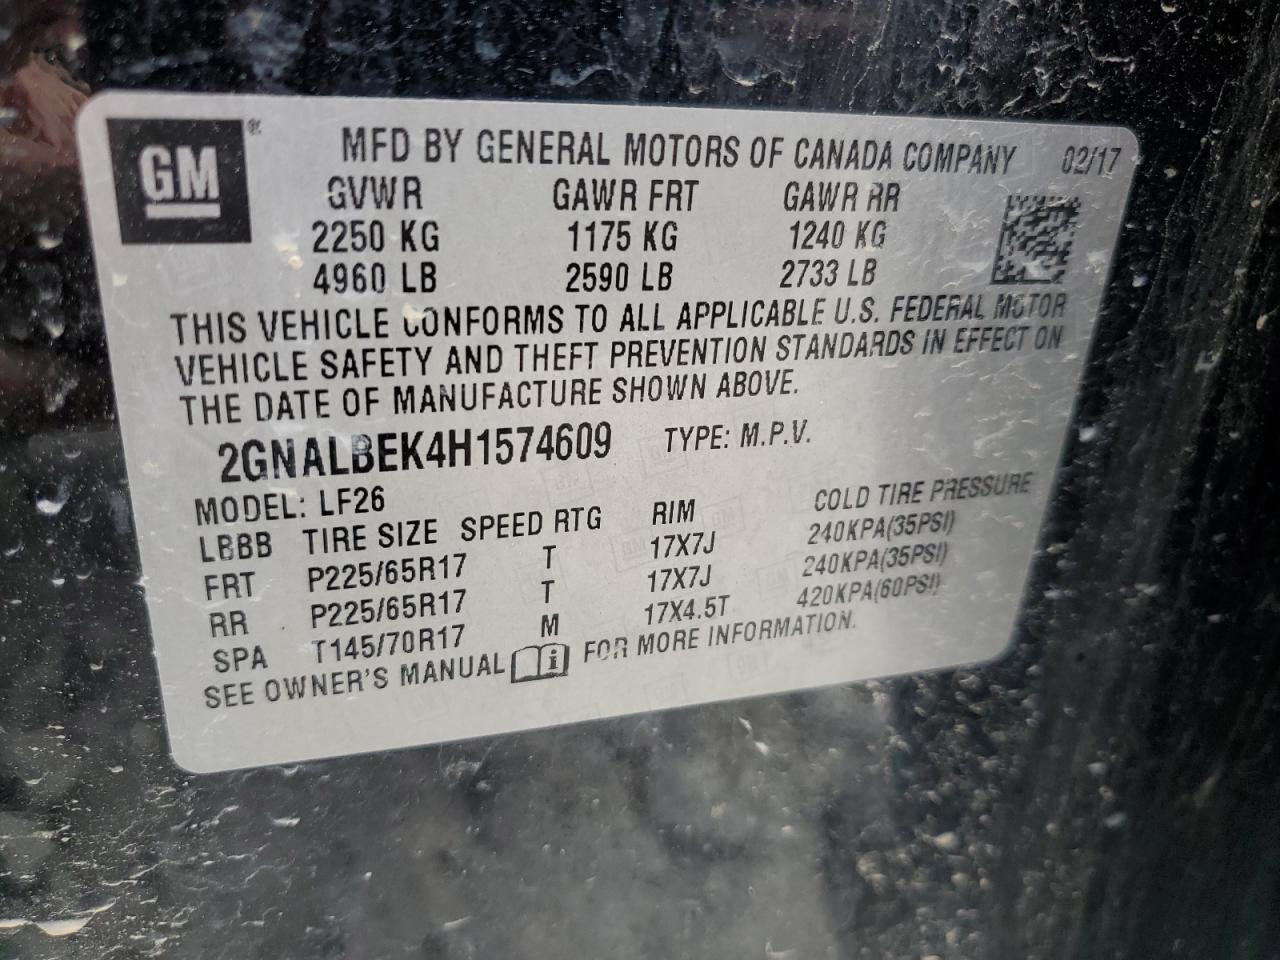 GM®
MFD BY GENERAL MOTORS OF CANADA COMPANY 02/17
GVWR GAWR FRT GAWR RR
2250 KG 1175 KG 1240 KG
4960 LB 2590 LB 2733 LB
THIS VEHICLE CONFORMS TO ALL APPLICABLE U.S. FEDERAL MOTOR
VEHICLE SAFETY AND THEFT PREVENTION STANDARDS IN EFFECT ON
THE DATE OF MANUFACTURE SHOWN ABOVE.
2GNALBEK4H1574609 TYPE: M.P.V.
MODEL: LF26
LBBB TIRE SIZE SPEED RTG RIM COLD TIRE PRESSURE
FRT P225/65R17 T 17X7J 240KPA(35PSI)
RR P225/65R17 T 17X7J 240KPA(35PSI)
SPA T145/70R17 M 17X4.5T 420KPA(60PSI)
SEE OWNER'S MANUAL FOR MORE INFORMATION.